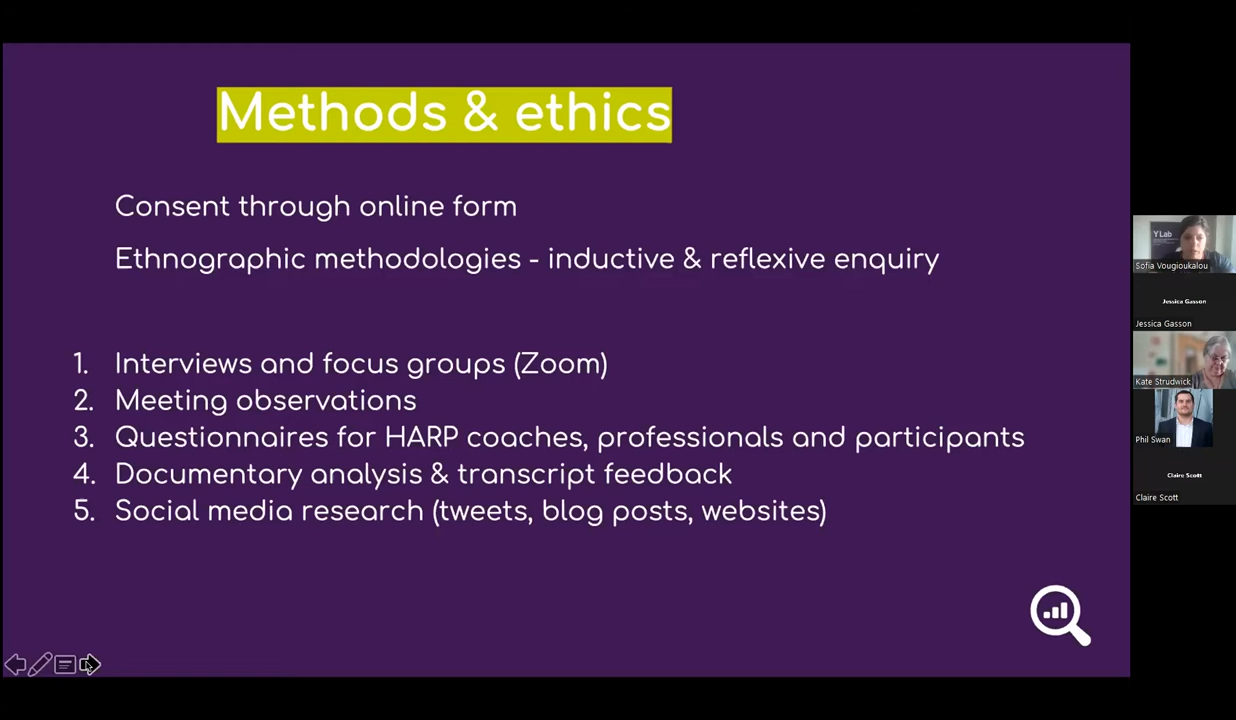 Methods & ethics
Consent through online form
Ethnographic methodologies - inductive & reflexive enquiry
1. Interviews and focus groups (Zoom)
2. Meeting observations
3. Questionnaires for HARP coaches, professionals and participants
4. Documentary analysis & transcript feedback
5. Social media research (tweets, blog posts, websites)
Y Lab
Sofia Vougioukalou
Jessica Gasson
Jessica Gasson
Kate Strudwick
Phil Swan
Claire Scott
Claire Scott